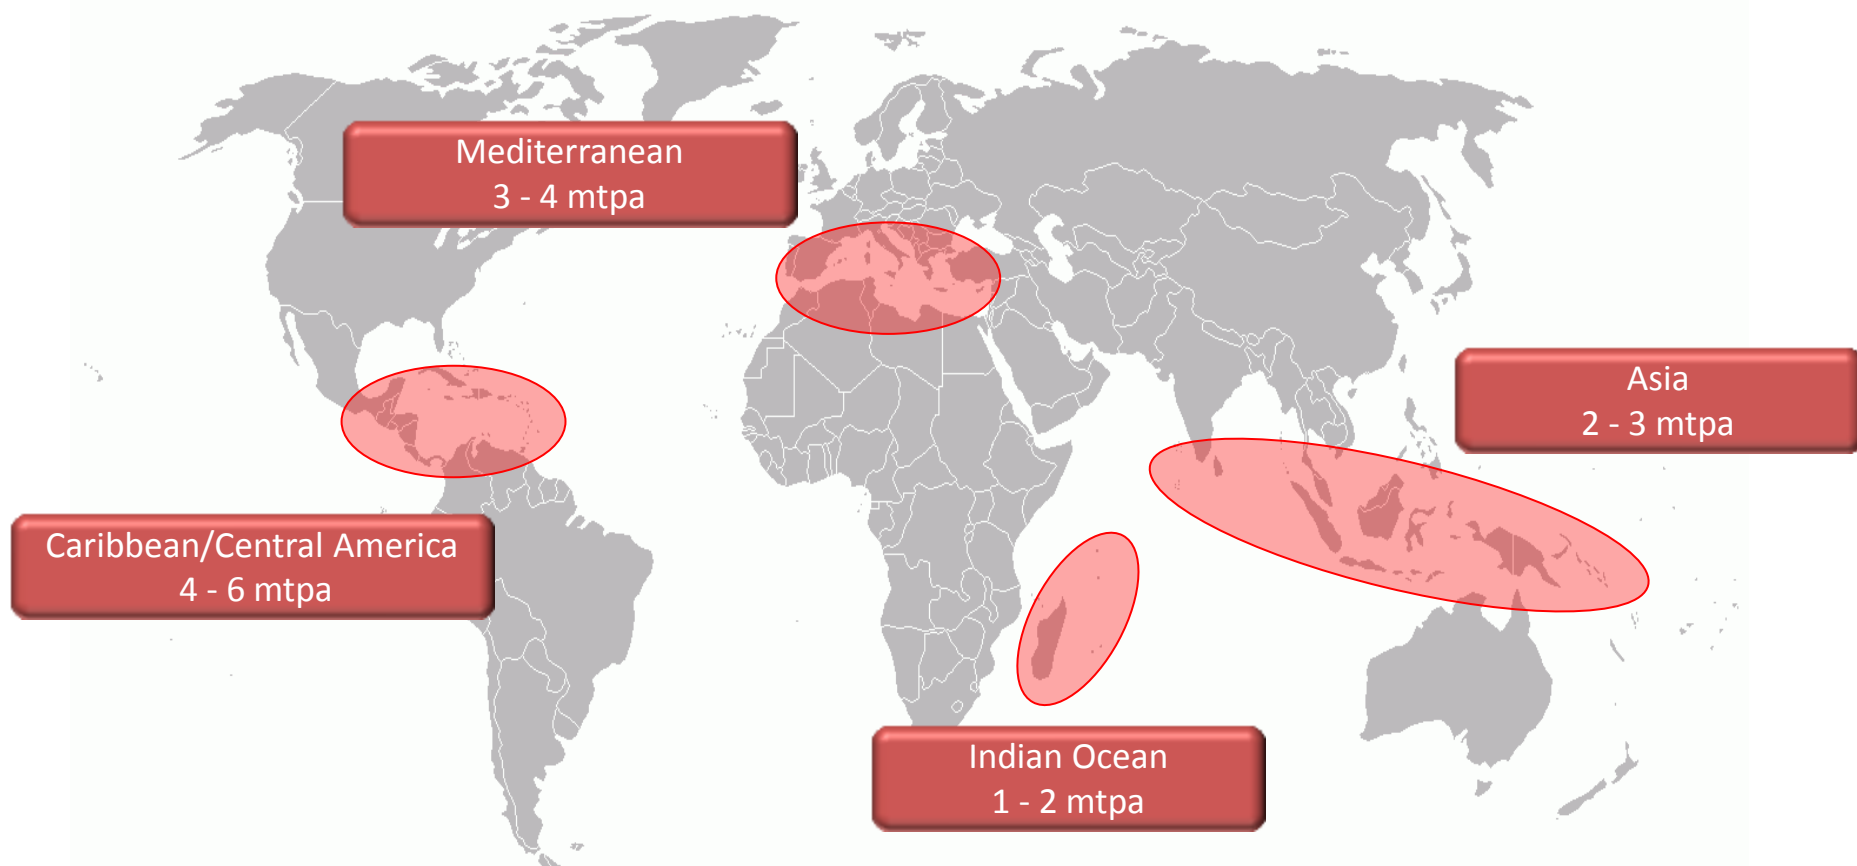 Mediterranean
3 - 4 mtpa
Asia
2 - 3 mtpa
Caribbean/Central America
4 - 6 mtpa
Indian Ocean
1 - 2 mtpa